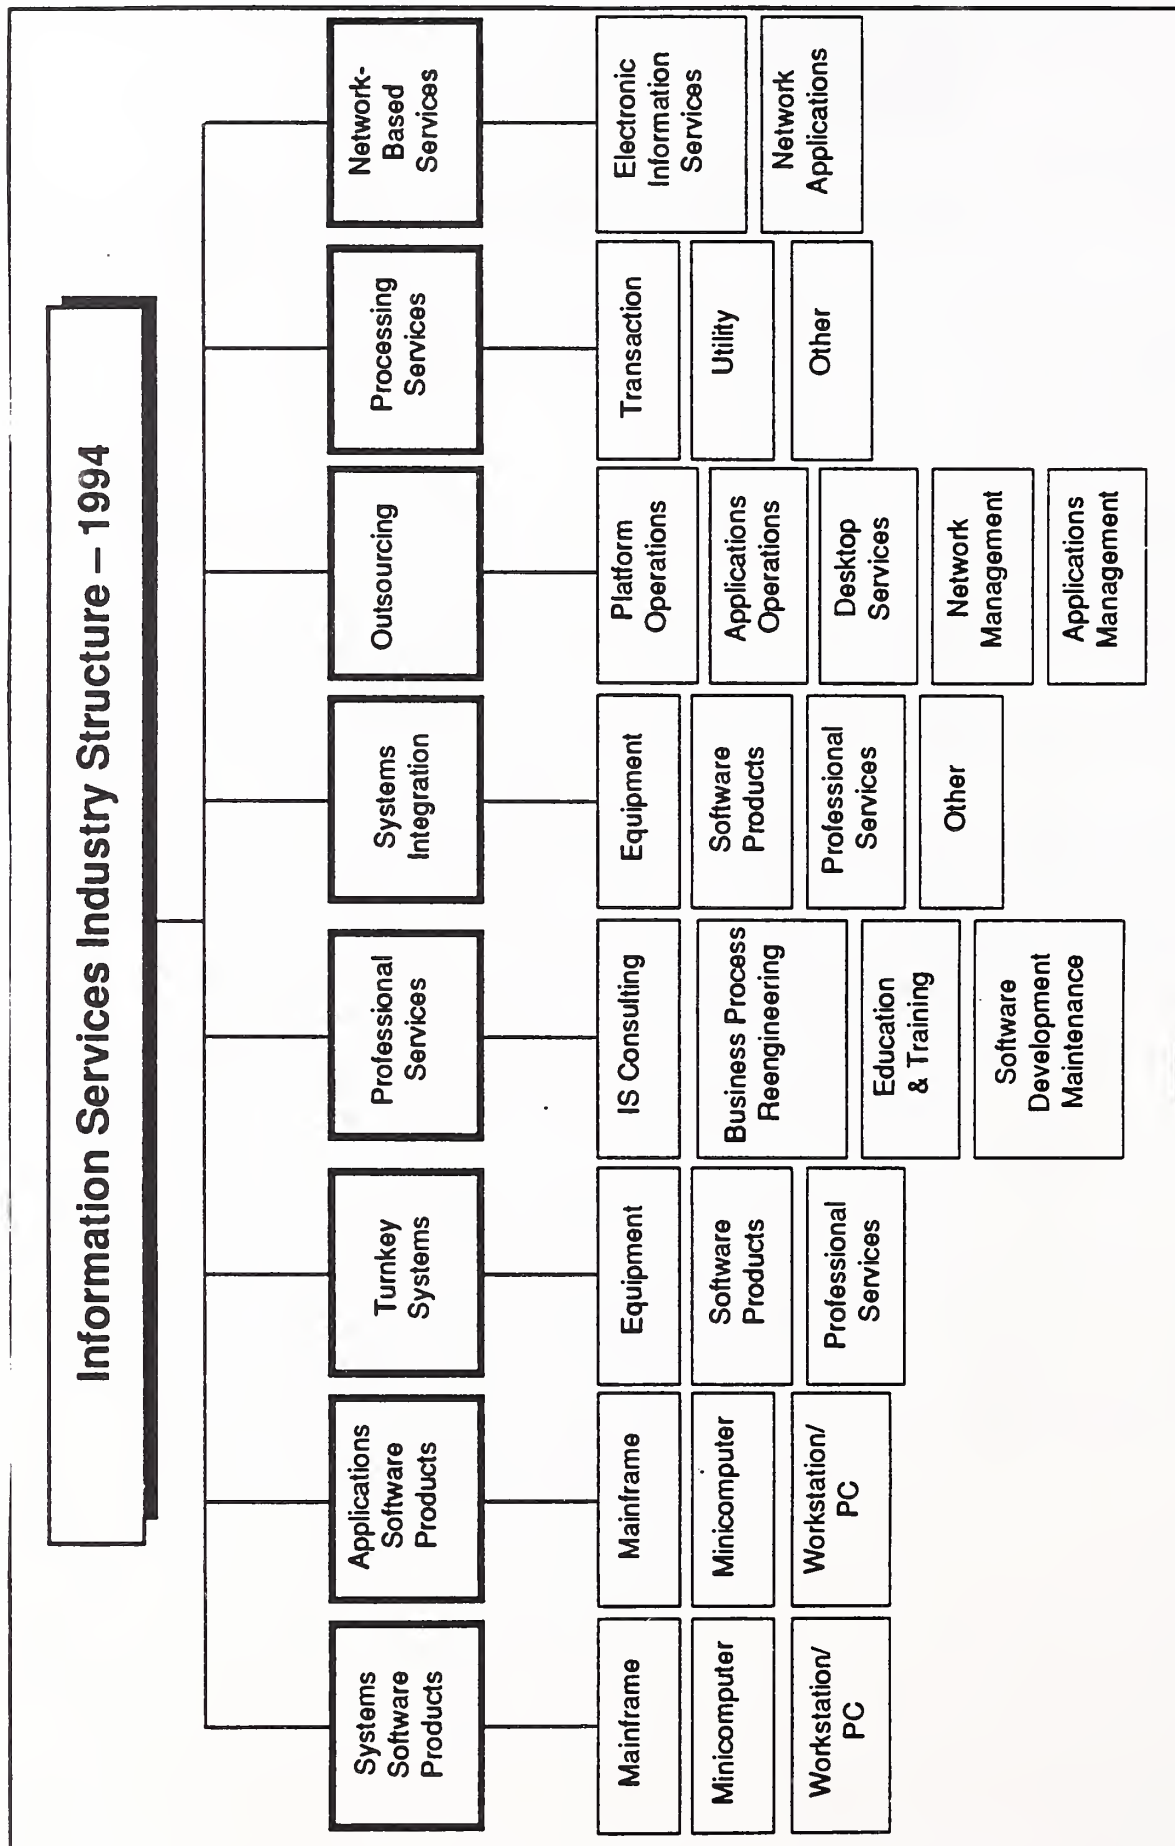 Information Services Industry Structure – 1994
Systems
Software
Products
Mainframe
Minicomputer
Workstation/
PC
Applications
Software
Products
Mainframe
Minicomputer
Workstation/
PC
Turnkey
Systems
Equipment
Software
Products
Professional
Services
Professional
Services
IS Consulting
Business Process
Reengineering
Education
& Training
Software
Development
Maintenance
Systems
Integration
Equipment
Software
Products
Professional
Services
Other
Outsourcing
Platform
Operations
Applications
Operations
Desktop
Services
Network
Management
Applications
Management
Processing
Services
Transaction
Utility
Other
Network-
Based
Services
Electronic
Information
Services
Network
Applications